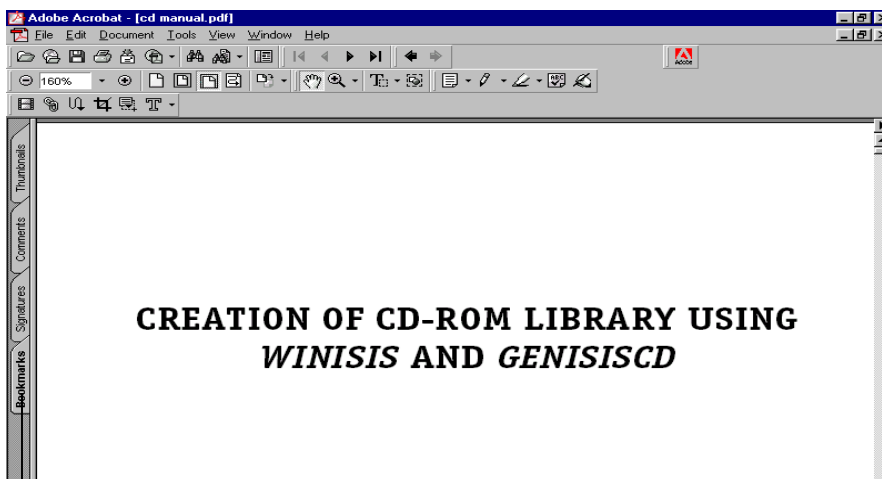 Adobe Acrobat - [cd manual.pdf]
File Edit Document Tools View Window Help
ADOBE
160%
Thumbnails
Comments
Signatures
Bookmarks
CREATION OF CD-ROM LIBRARY USING
WINISIS AND GENISISCD